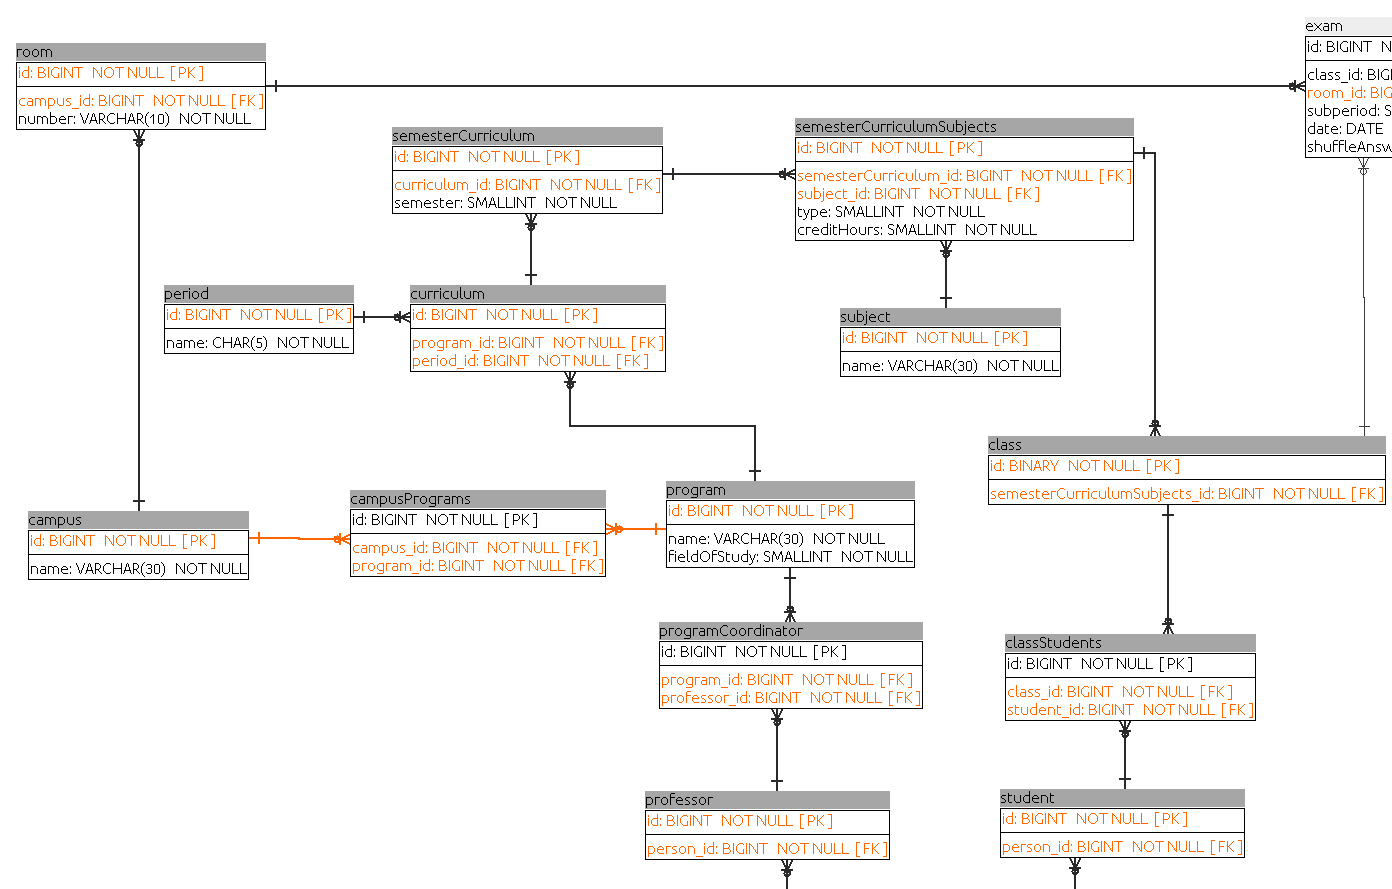 exam
id: BIGINT N
class_id: BIG
room_id: BIG
subperiod: S
date: DATE
shuffleAnsw
room
id: BIGINT NOT NULL [PK]
campus_id: BIGINT NOT NULL [FK]
number: VARCHAR(10) NOT NULL
semesterCurriculum
id: BIGINT NOT NULL [PK]
curriculum_id: BIGINT NOT NULL [FK]
semester: SMALLINT NOT NULL
semesterCurriculumSubjects
id: BIGINT NOT NULL [PK]
semesterCurriculum_id: BIGINT NOT NULL [FK]
subject_id: BIGINT NOT NULL [FK]
type: SMALLINT NOT NULL
creditHours: SMALLINT NOT NULL
period
id: BIGINT NOT NULL [PK]
name: CHAR(5) NOT NULL
curriculum
id: BIGINT NOT NULL [PK]
program_id: BIGINT NOT NULL [FK]
period_id: BIGINT NOT NULL [FK]
subject
id: BIGINT NOT NULL [PK]
name: VARCHAR(30) NOT NULL
class
id: BINARY NOT NULL [PK]
semesterCurriculumSubjects_id: BIGINT NOT NULL [FK]
campus
id: BIGINT NOT NULL [PK]
name: VARCHAR(30) NOT NULL
campusPrograms
id: BIGINT NOT NULL [PK]
campus_id: BIGINT NOT NULL [FK]
program_id: BIGINT NOT NULL [FK]
program
id: BIGINT NOT NULL [PK]
name: VARCHAR(30) NOT NULL
fieldOfStudy: SMALLINT NOT NULL
programCoordinator
id: BIGINT NOT NULL [PK]
program_id: BIGINT NOT NULL [FK]
professor_id: BIGINT NOT NULL [FK]
classStudents
id: BIGINT NOT NULL [PK]
class_id: BIGINT NOT NULL [FK]
student_id: BIGINT NOT NULL [FK]
professor
id: BIGINT NOT NULL [PK]
person_id: BIGINT NOT NULL [FK]
student
id: BIGINT NOT NULL [PK]
person_id: BIGINT NOT NULL [FK]